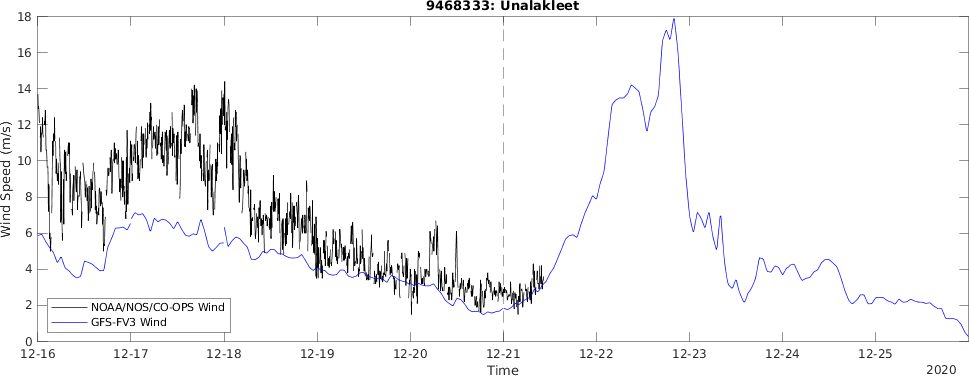 9468333: Unalakleet
Wind Speed (m/s)
18
16
14
12
10
8
6
4
2
0
NOAA/NOS/CO-OPS Wind
GFS-FV3 Wind
12-16 12-17 12-18 12-19 12-20 12-21 12-22 12-23 12-24 12-25
Time
2020